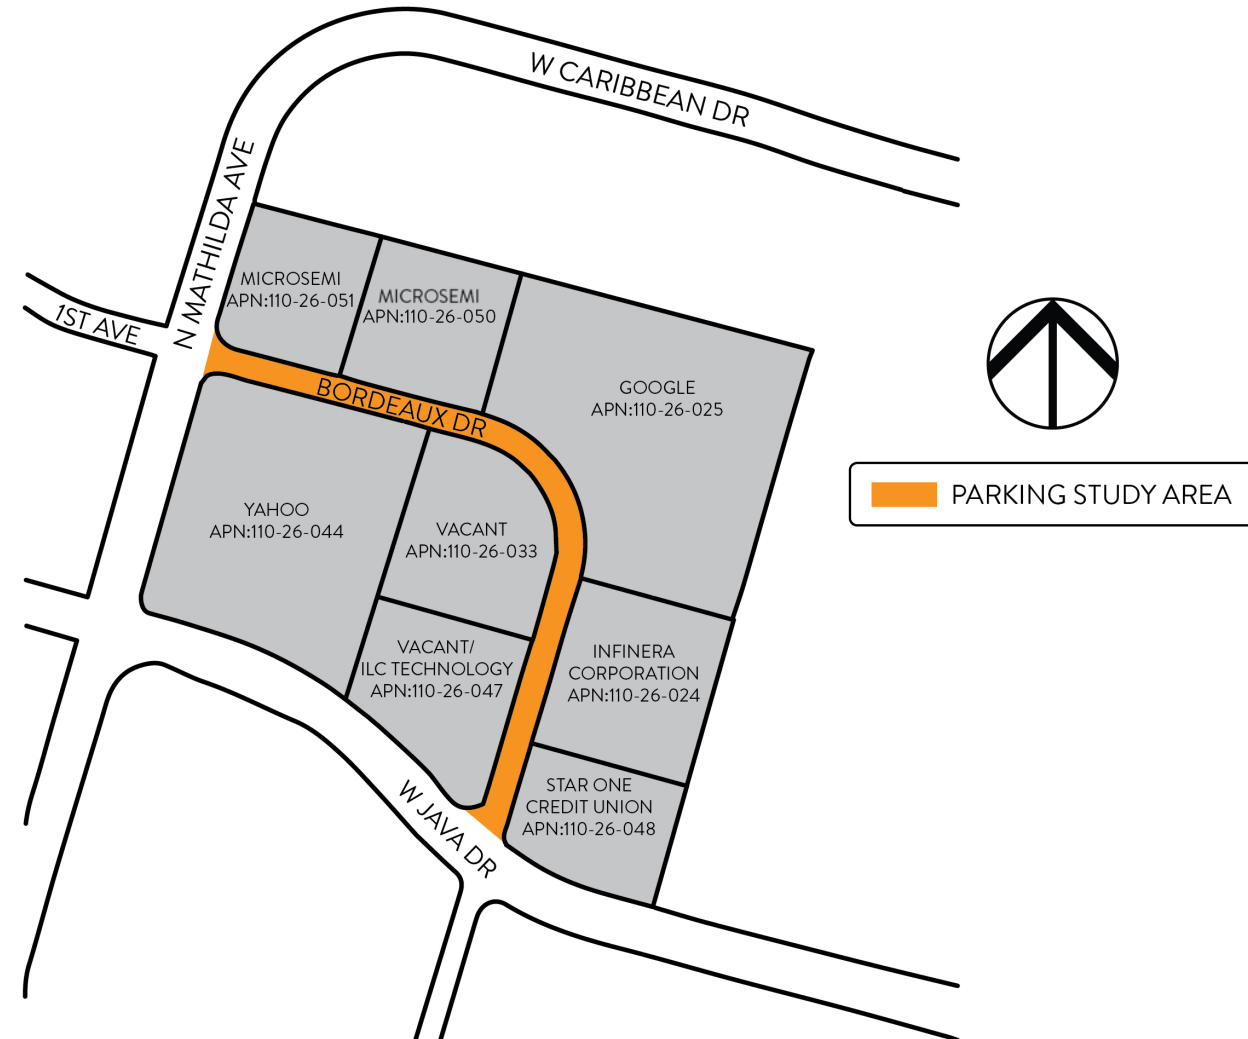 W CARIBBEAN DR
N MATHILDA AVE
1ST AVE
MICROSEMI
APN:110-26-051
MICROSEMI
APN:110-26-050
GOOGLE
APN:110-26-025
BORDEAUX DR
PARKING STUDY AREA
YAHOO
APN:110-26-044
VACANT
APN:110-26-033
VACANT/
ILC TECHNOLOGY
APN:110-26-047
INFINERA
CORPORATION
APN:110-26-024
STAR ONE
CREDIT UNION
APN:110-26-048
W JAVA DR